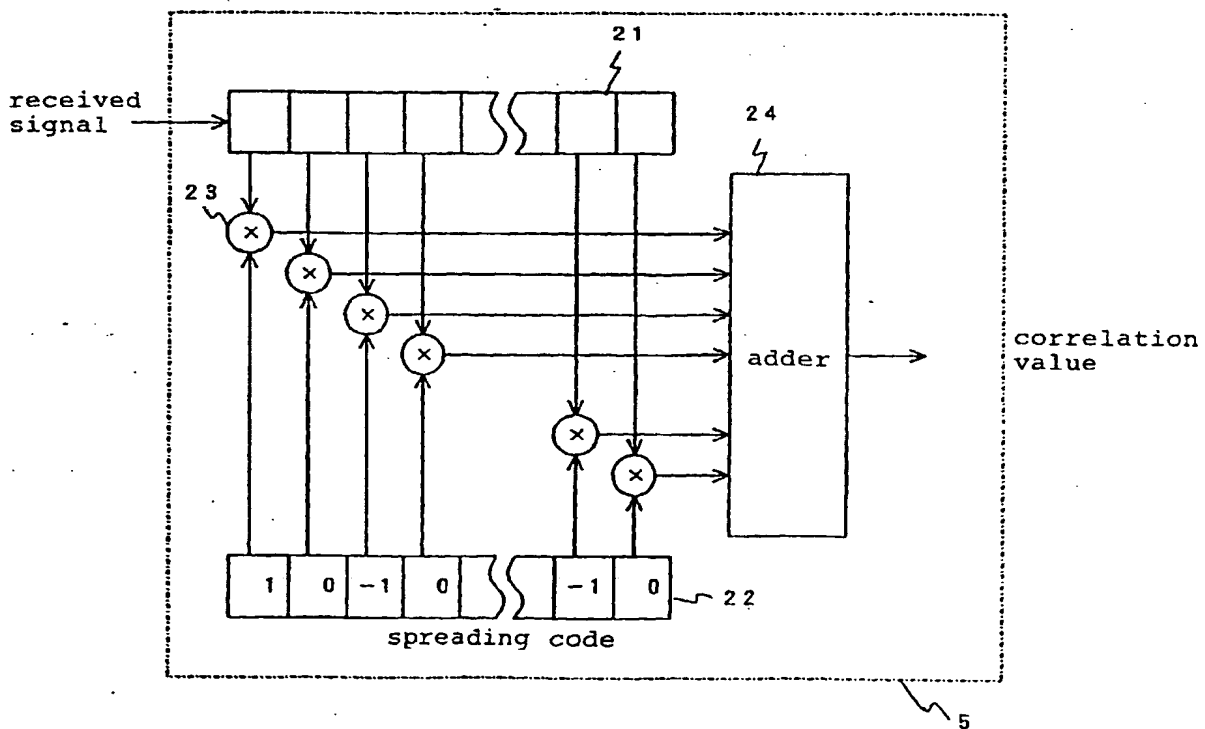 21
received
signal
24
23
×
×
×
×
adder
correlation
value
×
×
1 0 -1 0 -1 0
22
spreading code
5